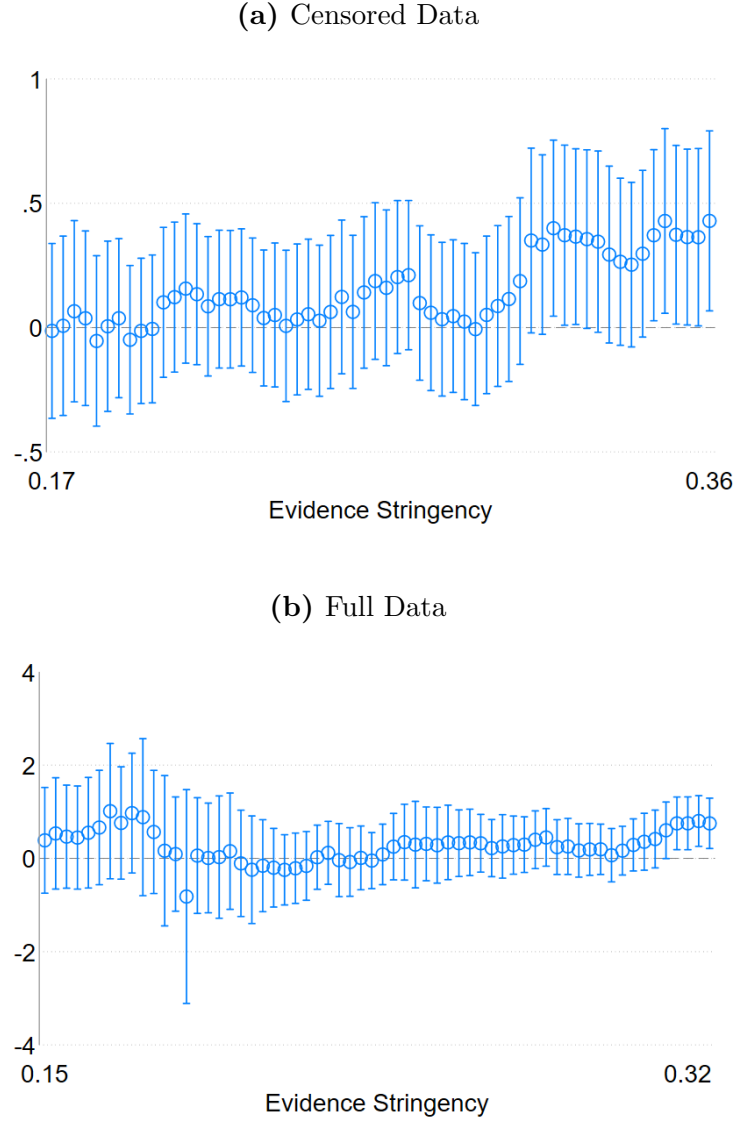 (a) Censored Data
1
.5
0
-.5
0.17 0.36
Evidence Stringency
(b) Full Data
4
2
0
-2
-4
0.15 0.32
Evidence Stringency